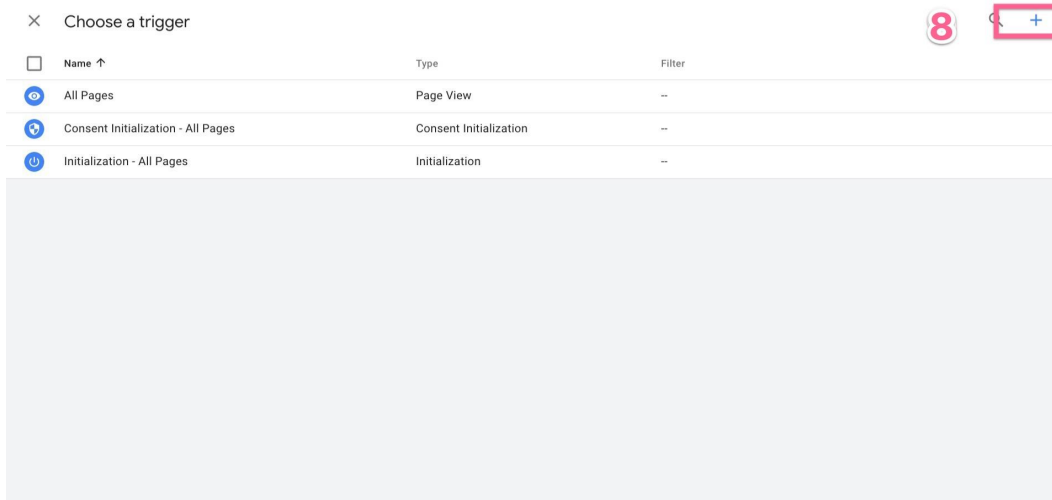 Choose a trigger
8
Name ↑ Type Filter
All Pages Page View --
Consent Initialization - All Pages Consent Initialization --
Initialization - All Pages Initialization --